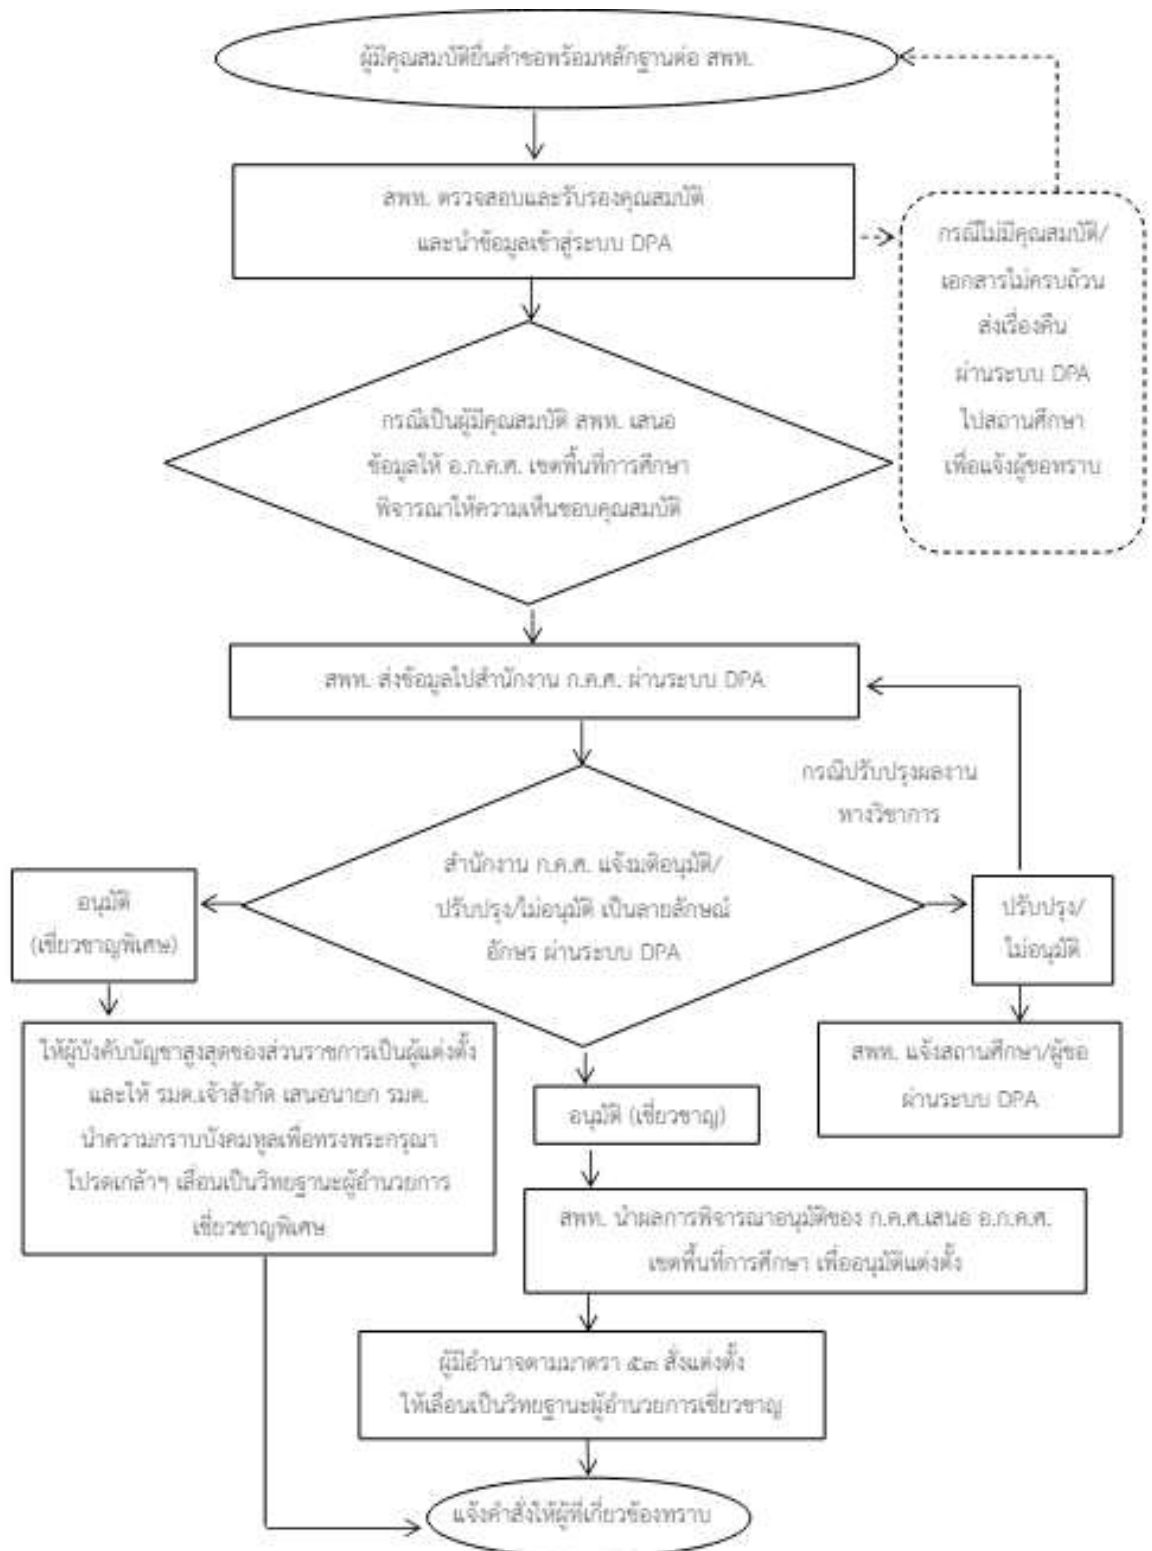 ผู้มีคุณสมบัติยื่นคำขอพร้อมหลักฐานต่อ สพท.
สพท. ตรวจสอบและรับรองคุณสมบัติ
และนำข้อมูลเข้าสู่ระบบ DPA
กรณีไม่มีคุณสมบัติ/
เอกสารไม่ครบถ้วน
ส่งเรื่องคืน
ผ่านระบบ DPA
ไปสถานศึกษา
เพื่อแจ้งผู้ขอทราบ
กรณีเป็นผู้มีคุณสมบัติ สพท. เสนอ
ข้อมูลให้ อ.ก.ค.ศ. เขตพื้นที่การศึกษา
พิจารณาให้ความเห็นชอบคุณสมบัติ
สพท. ส่งข้อมูลไปสำนักงาน ก.ค.ศ. ผ่านระบบ DPA
กรณีปรับปรุงผลงาน
ทางวิชาการ
สำนักงาน ก.ค.ศ. แจ้งมติอนุมัติ/
ปรับปรุง/ไม่อนุมัติ เป็นลายลักษณ์
อักษร ผ่านระบบ DPA
อนุมัติ
(เชี่ยวชาญพิเศษ)
ปรับปรุง/
ไม่อนุมัติ
ให้ผู้บังคับบัญชาสูงสุดของส่วนราชการเป็นผู้แต่งตั้ง
และให้ รมต.เจ้าสังกัด เสนอนายก รมต.
นำความกราบบังคมทูลเพื่อทรงพระกรุณา
โปรดเกล้าฯ เลื่อนเป็นวิทยฐานะผู้อำนวยการ
เชี่ยวชาญพิเศษ
สพท. แจ้งสถานศึกษา/ผู้ขอ
ผ่านระบบ DPA
อนุมัติ (เชี่ยวชาญ)
สพท. นำผลการพิจารณาอนุมัติของ ก.ค.ศ.เสนอ อ.ก.ค.ศ.
เขตพื้นที่การศึกษา เพื่ออนุมัติแต่งตั้ง
ผู้มีอำนาจตามมาตรา ๕๓ สั่งแต่งตั้ง
ให้เลื่อนเป็นวิทยฐานะผู้อำนวยการเชี่ยวชาญ
แจ้งคำสั่งให้ผู้ที่เกี่ยวข้องทราบ